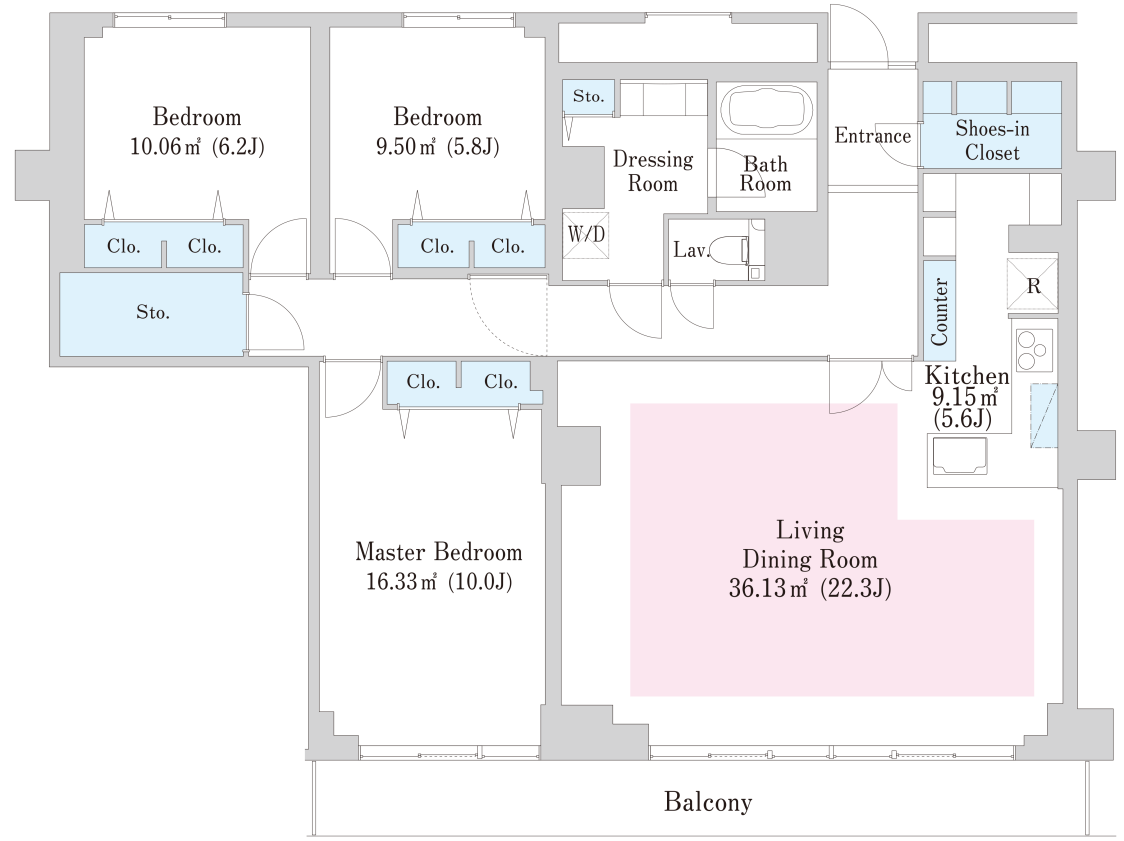 Bedroom
10.06㎡ (6.2J)
Bedroom
9.50㎡ (5.8J)
Sto.
Dressing
Room
Bath
Room
Entrance
Shoes-in
Closet
Clo.
Clo.
Clo.
Clo.
W/D
Lav.
Sto.
Counter
R
Clo.
Clo.
Kitchen
9.15㎡
(5.6J)
Master Bedroom
16.33㎡ (10.0J)
Living
Dining Room
36.13㎡ (22.3J)
Balcony